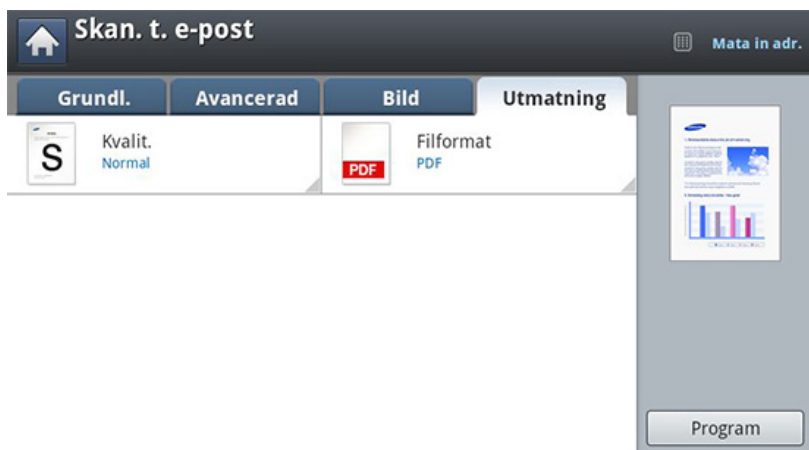 Skan. t. e-post
Mata in adr.
Grundl.
Avancerad
Bild
Utmatning
S
Kvalit.
Normal
PDF
Filformat
PDF
Program